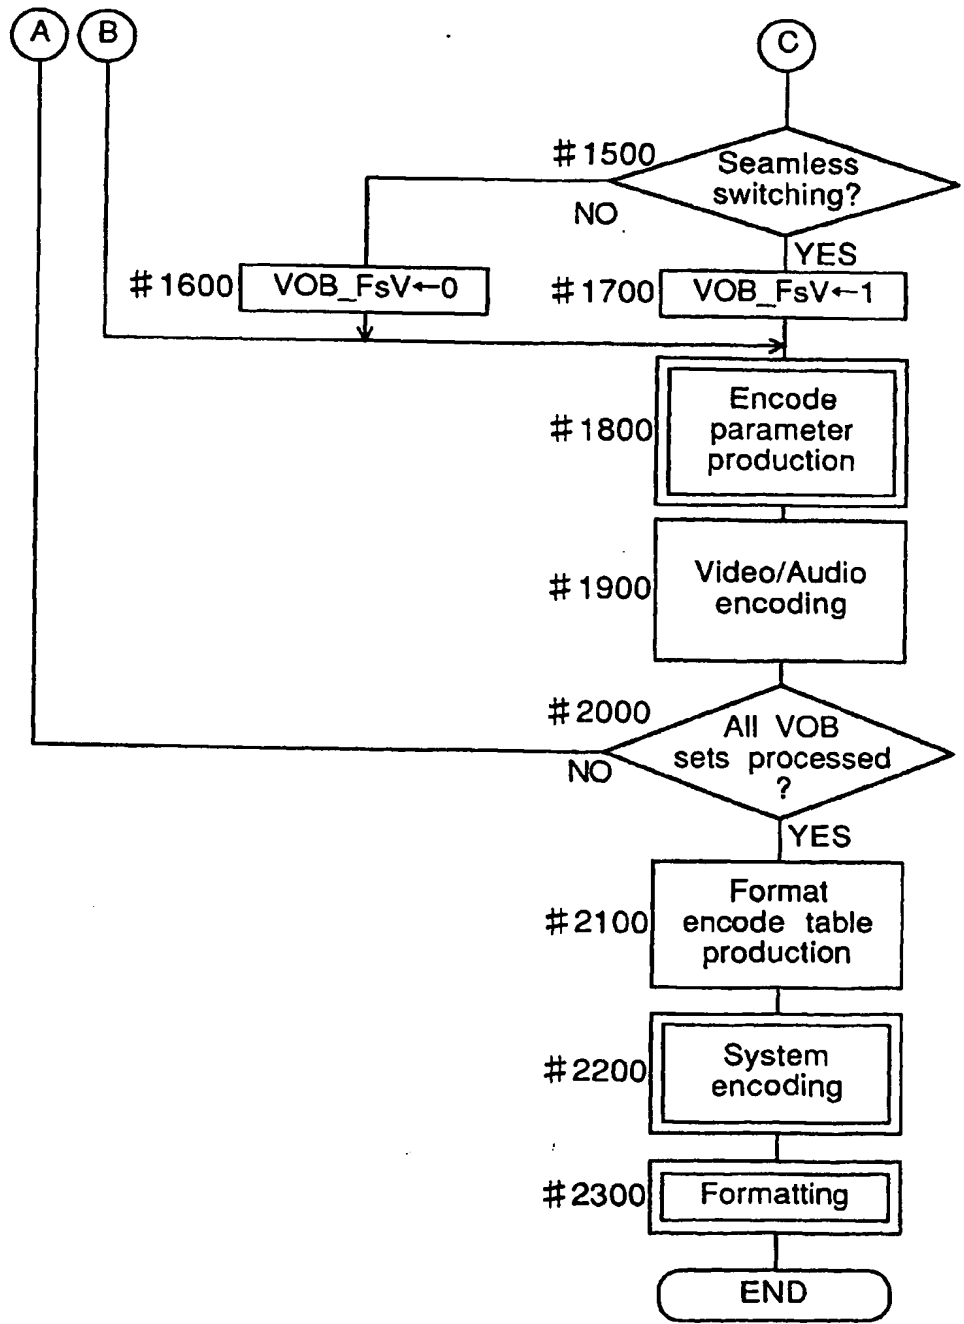 A
B
C
#1500
Seamless
switching?
NO
YES
#1600
VOB_FsV←0
#1700
VOB_FsV←1
#1800
Encode
parameter
production
#1900
Video/Audio
encoding
#2000
All VOB
sets processed
?
NO
YES
#2100
Format
encode table
production
#2200
System
encoding
#2300
Formatting
END